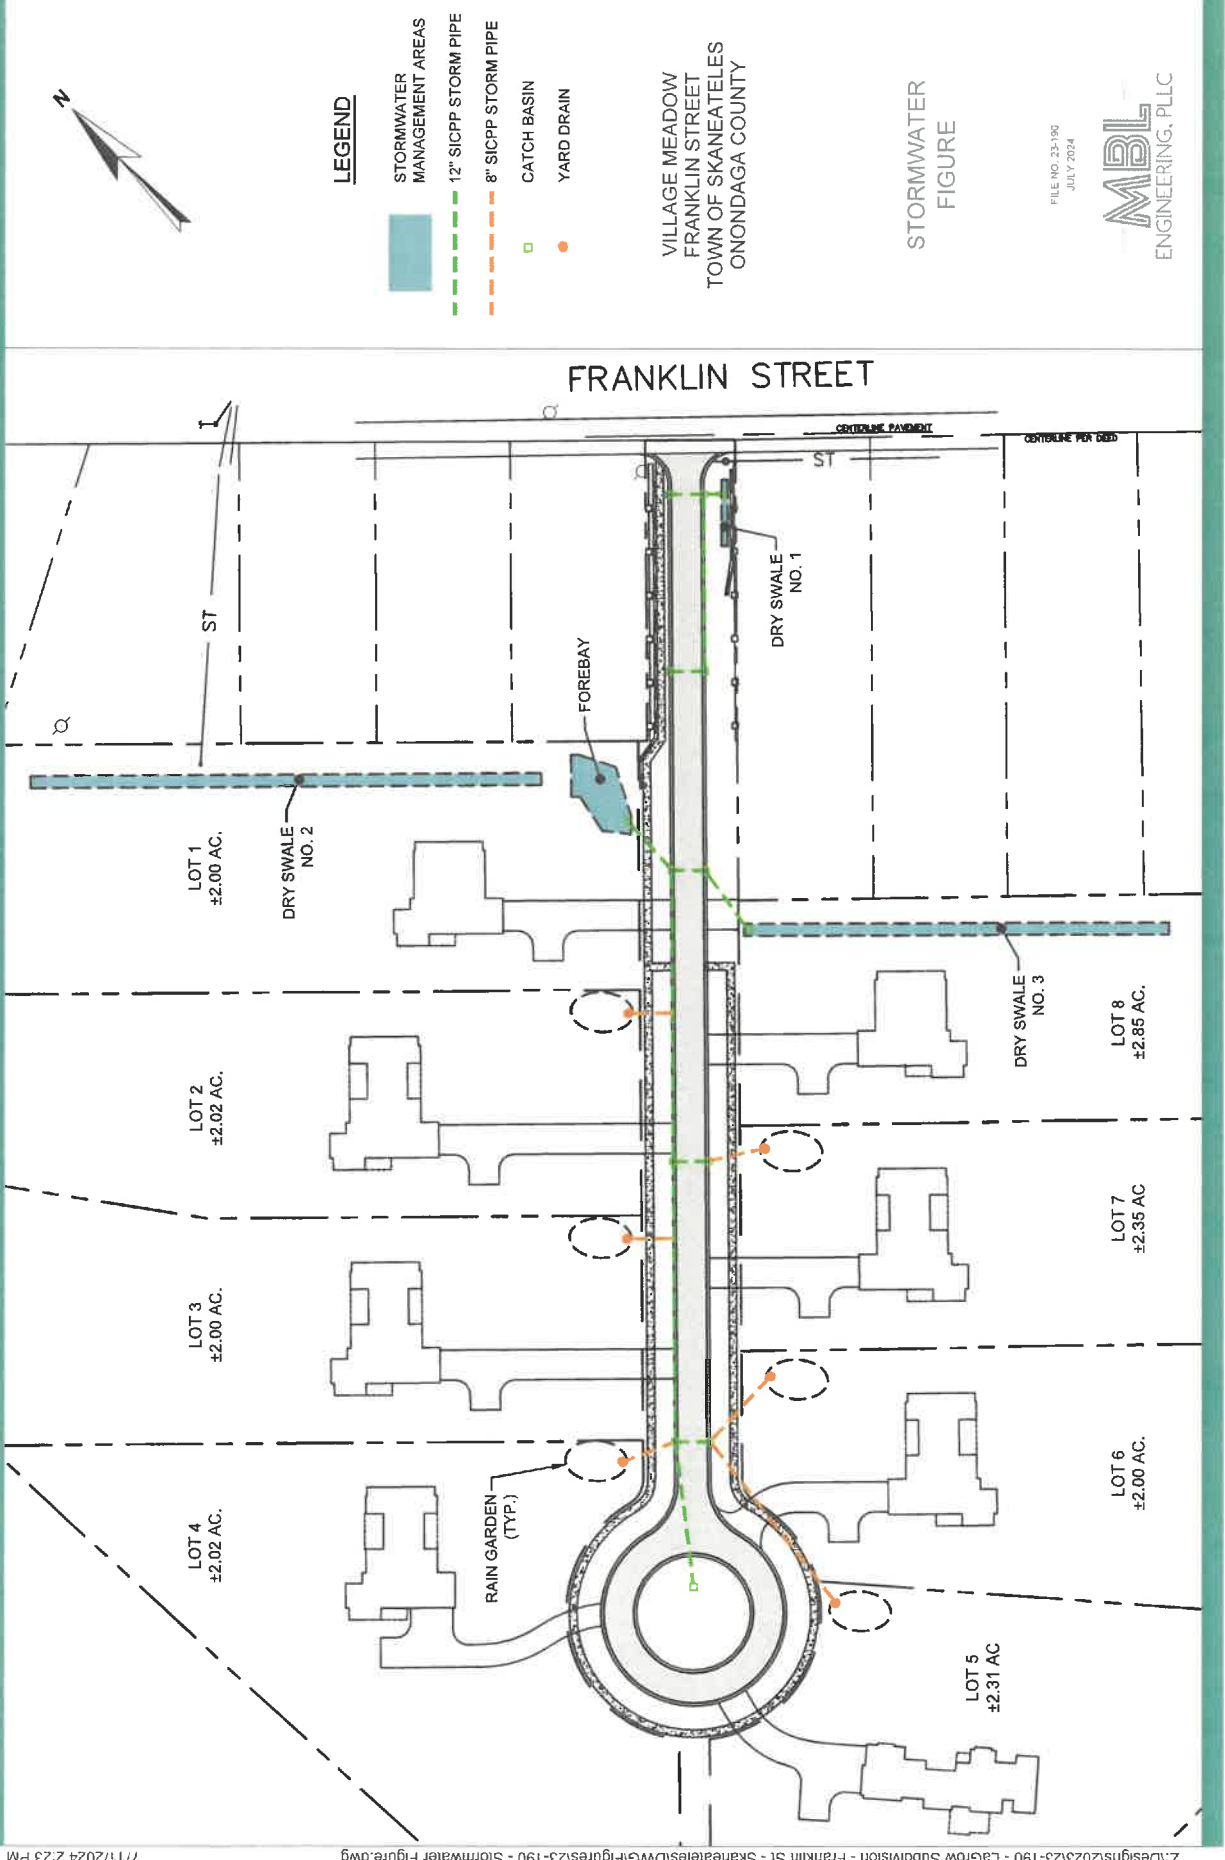 N
LEGEND
STORMWATER
MANAGEMENT AREAS
12" SICPP STORM PIPE
8" SICPP STORM PIPE
CATCH BASIN
YARD DRAIN
VILLAGE MEADOW
FRANKLIN STREET
TOWN OF SKANEATELES
ONONDAGA COUNTY
STORMWATER
FIGURE
FILE NO. 23-190
JULY 2024
MBL
ENGINEERING, PLLC
FRANKLIN STREET
CENTERLINE PAVEMENT
CENTERLINE PER DEED
ST
ST
DRY SWALE
NO. 1
FOREBAY
DRY SWALE
NO. 2
LOT 1
±2.00 AC.
DRY SWALE
NO. 3
LOT 8
±2.85 AC.
LOT 2
±2.02 AC.
LOT 7
±2.35 AC
LOT 3
±2.00 AC.
LOT 6
±2.00 AC.
RAIN GARDEN
(TYP.)
LOT 4
±2.02 AC.
LOT 5
±2.31 AC
Z:\Designs\2023\23-190 - LaGrow Subdivision - Franklin St - Skaneateles\DWG\Figures\23-190 - Stormwater Figure.dwg
7/11/2024 2:23 PM